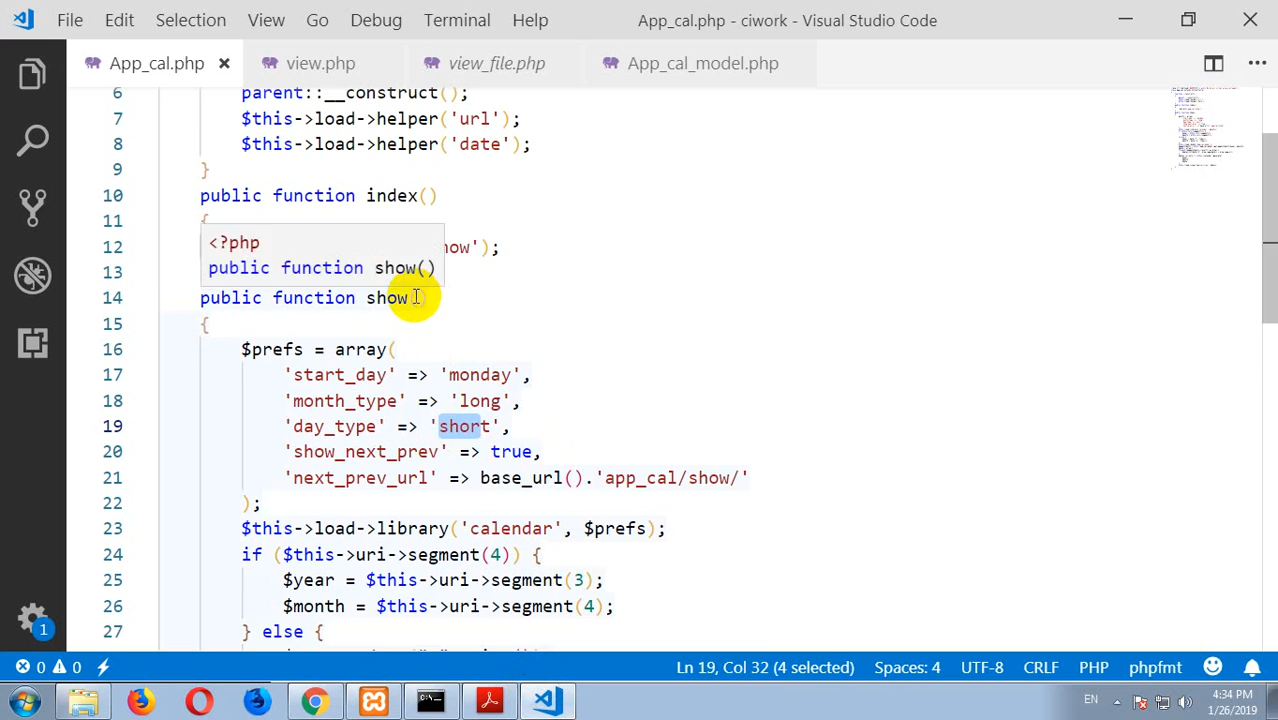 File Edit Selection View Go Debug Terminal Help App_cal.php - ciwork - Visual Studio Code
App_cal.php view.php view_file.php App_cal_model.php
6 parent::__construct();
7 $this->load->helper('url');
8 $this->load->helper('date');
9 }
10 public function index()
11 {
<?php
12 ow');
public function show()
13
14 public function show()
15 {
16 $prefs = array(
17 'start_day' => 'monday',
18 'month_type' => 'long',
19 'day_type' => 'short',
20 'show_next_prev' => true,
21 'next_prev_url' => base_url().'app_cal/show/'
22 );
23 $this->load->library('calendar', $prefs);
24 if ($this->uri->segment(4)) {
25 $year = $this->uri->segment(3);
26 $month = $this->uri->segment(4);
27 } else {
1
0 0 Ln 19, Col 32 (4 selected) Spaces: 4 UTF-8 CRLF PHP phpfmt
EN 4:34 PM
1/26/2019